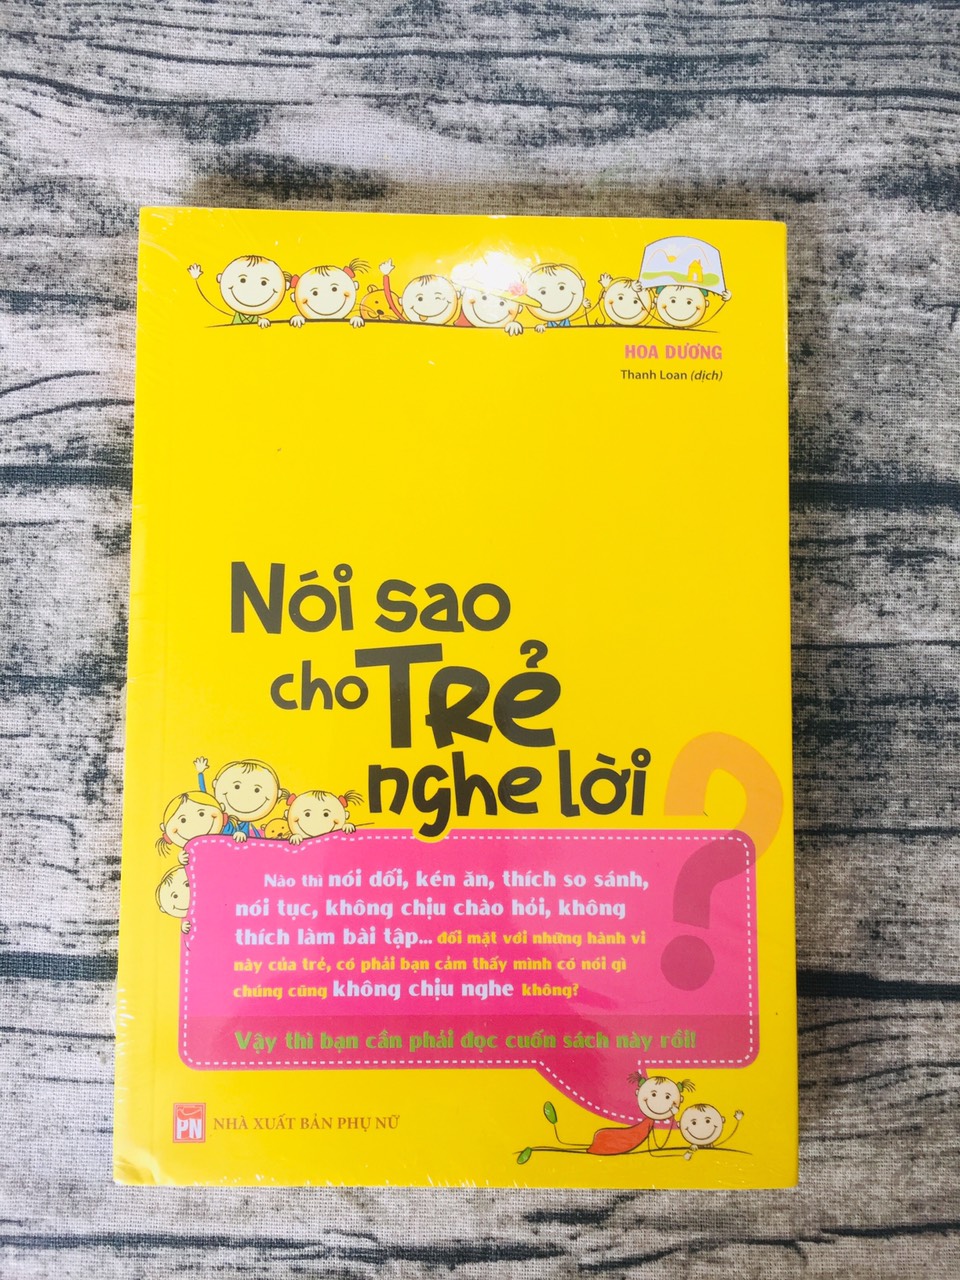 HOA DƯƠNG
Thanh Loan (dịch)
Nói sao
cho TRẺ
nghe lời
?
Nào thì nói dối, kén ăn, thích so sánh,
nói tục, không chịu chào hỏi, không
thích làm bài tập... đối mặt với những hành vi
này của trẻ, có phải bạn cảm thấy mình có nói gì
chúng cũng không chịu nghe không?
Vậy thì bạn cần phải đọc cuốn sách này rồi!
PN NHÀ XUẤT BẢN PHỤ NỮ